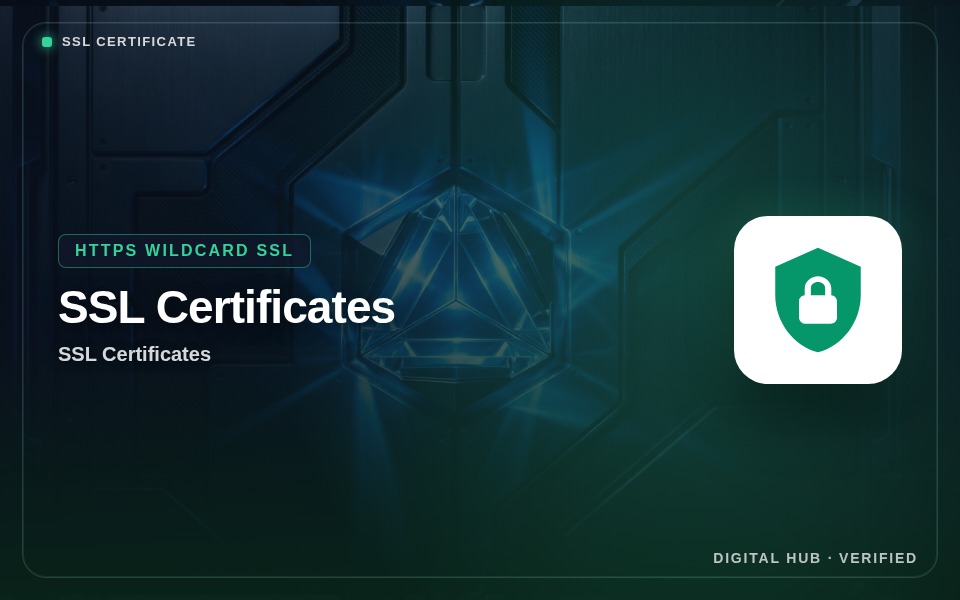 SSL CERTIFICATE
HTTPS WILDCARD SSL
SSL Certificates
SSL Certificates
DIGITAL HUB · VERIFIED